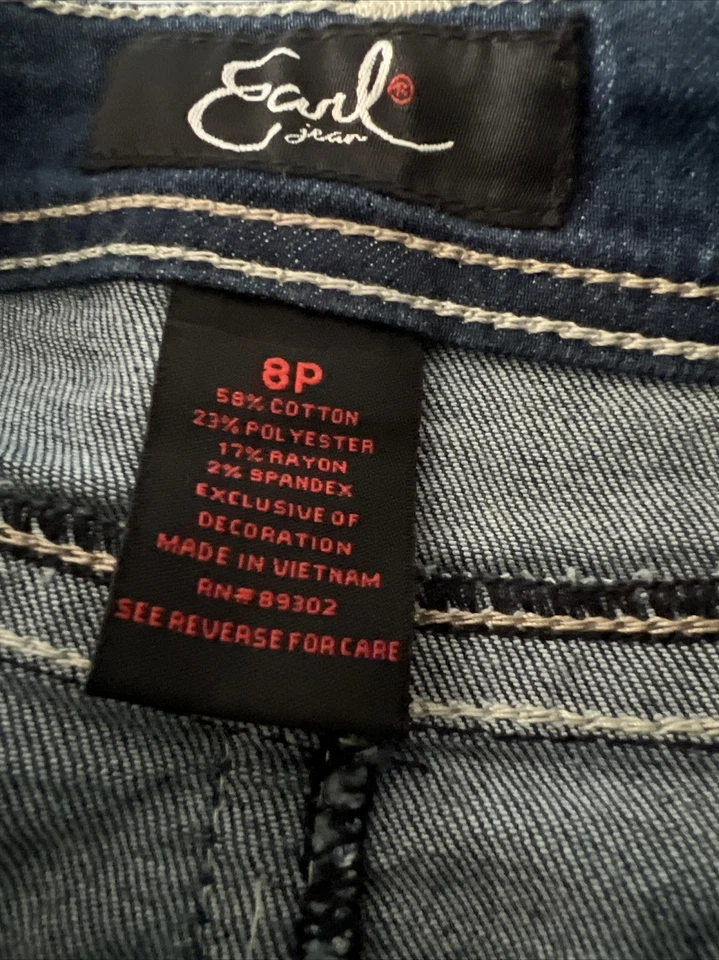 Earl
jean
8P
58% COTTON
23% POLYESTER
17% RAYON
2% SPANDEX
EXCLUSIVE OF
DECORATION
MADE IN VIETNAM
RN# 89302
SEE REVERSE FOR CARE